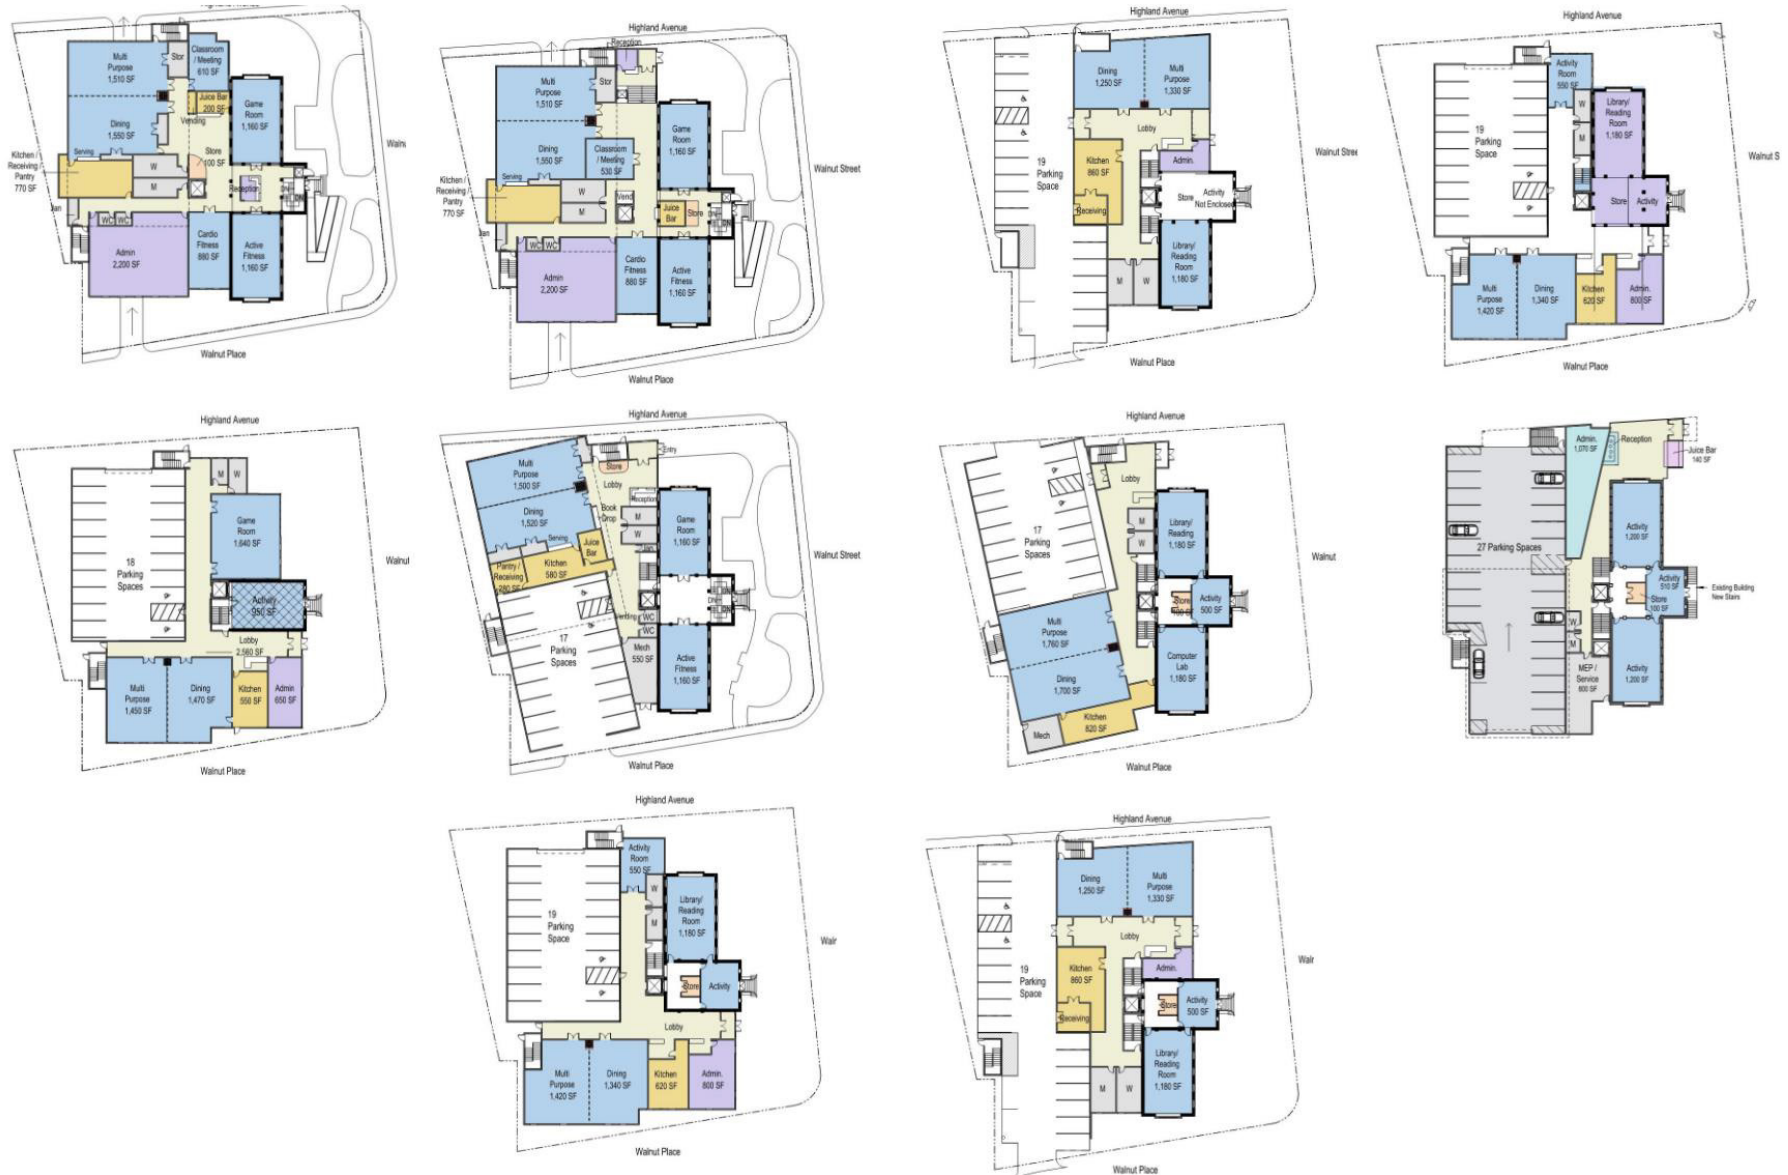 Highland Avenue
Multi
Purpose
1,510 SF
Stor
Classroom
/ Meeting
610 SF
Juice Bar
200 SF
Vending
Game
Room
1,160 SF
Dining
1,550 SF
Store
100 SF
Serving
Kitchen /
Receiving /
Pantry
770 SF
W
M
Reception
DN
DN
Jan
WC
WC
Admin
2,200 SF
Cardio
Fitness
880 SF
Active
Fitness
1,160 SF
Walnut Place
Walnu
Highland Avenue
Reception
Multi
Purpose
1,510 SF
Stor
Game
Room
1,160 SF
Dining
1,550 SF
Classroom
/ Meeting
530 SF
Serving
Kitchen /
Receiving /
Pantry
770 SF
W
M
Vend
Juice
Bar
Store
DN
DN
Jan
WC
WC
Admin
2,200 SF
Cardio
Fitness
880 SF
Active
Fitness
1,160 SF
Walnut Street
Walnut Place
Highland Avenue
Dining
1,250 SF
Multi
Purpose
1,330 SF
Lobby
19
Parking
Space
Kitchen
860 SF
Admin.
Receiving
Store
Activity
Not Enclosed
Library/
Reading
Room
1,180 SF
M
W
Walnut Stree
Walnut Place
Highland Avenue
Activity
Room
550 SF
W
M
Library/
Reading
Room
1,180 SF
19
Parking
Space
Store
Activity
Multi
Purpose
1,420 SF
Dining
1,340 SF
Kitchen
620 SF
Admin.
800 SF
Walnut S
Walnut Place
Highland Avenue
M
W
Game
Room
1,640 SF
18
Parking
Spaces
Activity
950 SF
Lobby
2,560 SF
Multi
Purpose
1,450 SF
Dining
1,470 SF
Kitchen
550 SF
Admin
650 SF
Walnut
Walnut Place
Highland Avenue
Multi
Purpose
1,500 SF
Store
Entry
Lobby
Reception
Book
Drop
Dining
1,520 SF
M
W
Jan
Game
Room
1,160 SF
Serving
Juice
Bar
Pantry /
Receiving
280 SF
Kitchen
580 SF
DN
DN
17
Parking
Spaces
Vending
WC
WC
Mech
550 SF
Active
Fitness
1,160 SF
Walnut Street
Walnut Place
Highland Avenue
Lobby
17
Parking
Spaces
M
W
Library/
Reading
1,180 SF
Store
Activity
500 SF
Multi
Purpose
1,760 SF
Dining
1,700 SF
Computer
Lab
1,180 SF
Kitchen
820 SF
Mech
Walnut
Walnut Place
Admin.
1,070 SF
Reception
Juice Bar
140 SF
27 Parking Spaces
Activity
1,200 SF
Activity
510 SF
Store
100 SF
Existing Building
New Stairs
W
M
MEP /
Service
800 SF
Activity
1,200 SF
Highland Avenue
Activity
Room
550 SF
W
M
Library/
Reading
Room
1,180 SF
19
Parking
Space
Store
Activity
Lobby
Multi
Purpose
1,420 SF
Dining
1,340 SF
Kitchen
620 SF
Admin.
800 SF
Walr
Walnut Place
Highland Avenue
Dining
1,250 SF
Multi
Purpose
1,330 SF
Lobby
19
Parking
Space
Kitchen
860 SF
Admin.
Receiving
Store
Activity
500 SF
Library/
Reading
Room
1,180 SF
M
W
Walr
Walnut Place